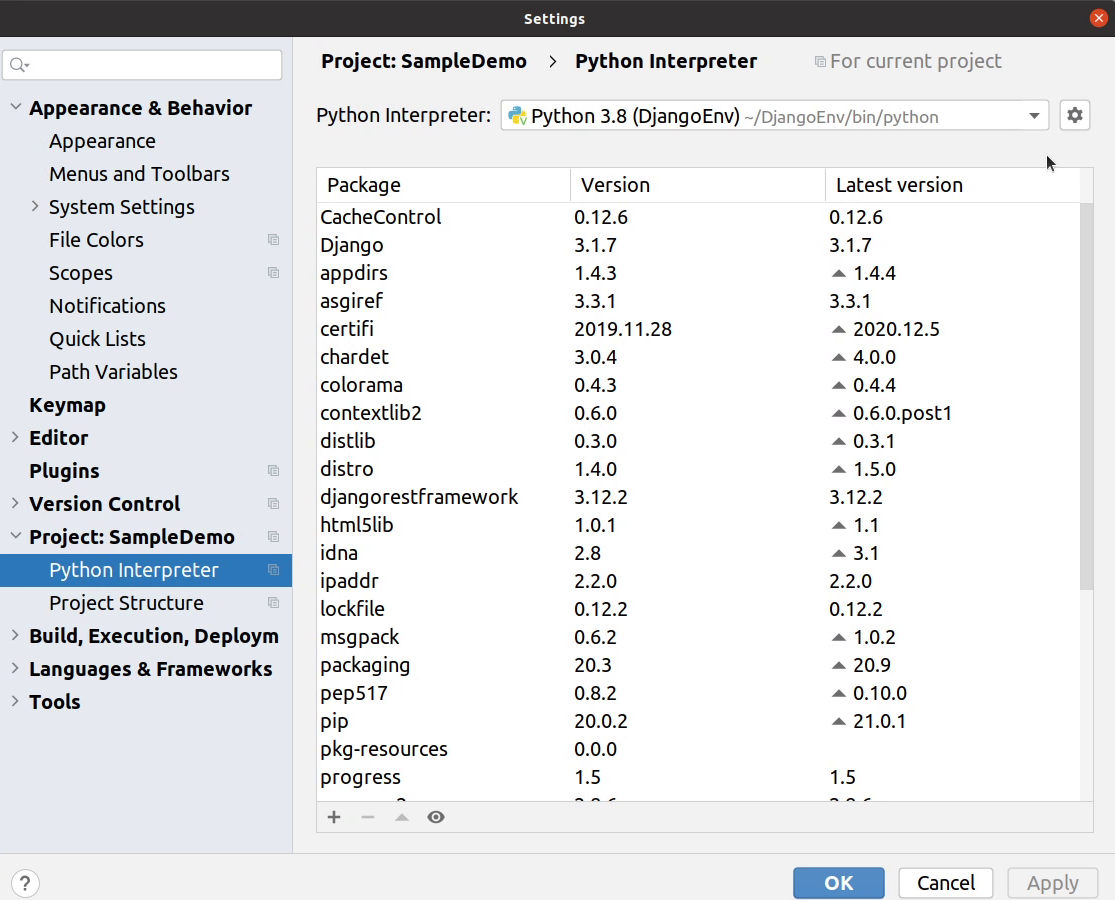 Settings
Project: SampleDemo > Python Interpreter For current project
Python Interpreter: Python 3.8 (DjangoEnv) ~/DjangoEnv/bin/python
Appearance & Behavior
Appearance
Menus and Toolbars
System Settings
File Colors
Scopes
Notifications
Quick Lists
Path Variables
Keymap
Editor
Plugins
Version Control
Project: SampleDemo
Python Interpreter
Project Structure
Build, Execution, Deploym
Languages & Frameworks
Tools
Package Version Latest version
CacheControl 0.12.6 0.12.6
Django 3.1.7 3.1.7
appdirs 1.4.3 1.4.4
asgiref 3.3.1 3.3.1
certifi 2019.11.28 2020.12.5
chardet 3.0.4 4.0.0
colorama 0.4.3 0.4.4
contextlib2 0.6.0 0.6.0.post1
distlib 0.3.0 0.3.1
distro 1.4.0 1.5.0
djangorestframework 3.12.2 3.12.2
html5lib 1.0.1 1.1
idna 2.8 3.1
ipaddr 2.2.0 2.2.0
lockfile 0.12.2 0.12.2
msgpack 0.6.2 1.0.2
packaging 20.3 20.9
pep517 0.8.2 0.10.0
pip 20.0.2 21.0.1
pkg-resources 0.0.0
progress 1.5 1.5
?
OK Cancel Apply